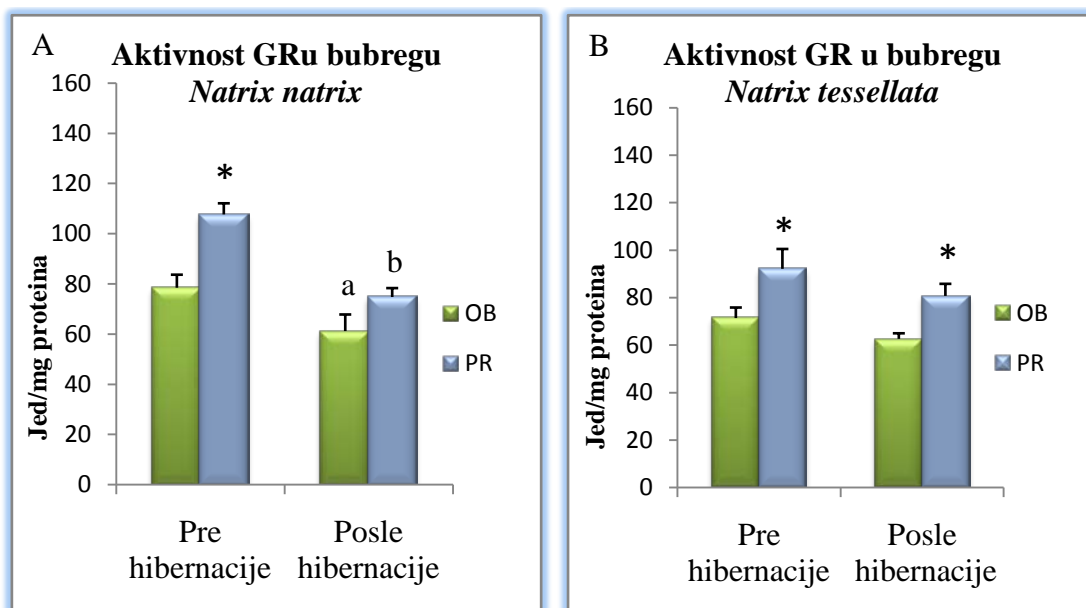 A
Aktivnost GRu bubregu
Natrix natrix
160
140
120
100
80
60
40
20
0
Jed/mg proteina
*
a
b
OB
PR
Pre
hibernacije
Posle
hibernacije
B
Aktivnost GR u bubregu
Natrix tessellata
160
140
120
100
80
60
40
20
0
Jed/mg proteina
*
*
OB
PR
Pre
hibernacije
Posle
hibernacije